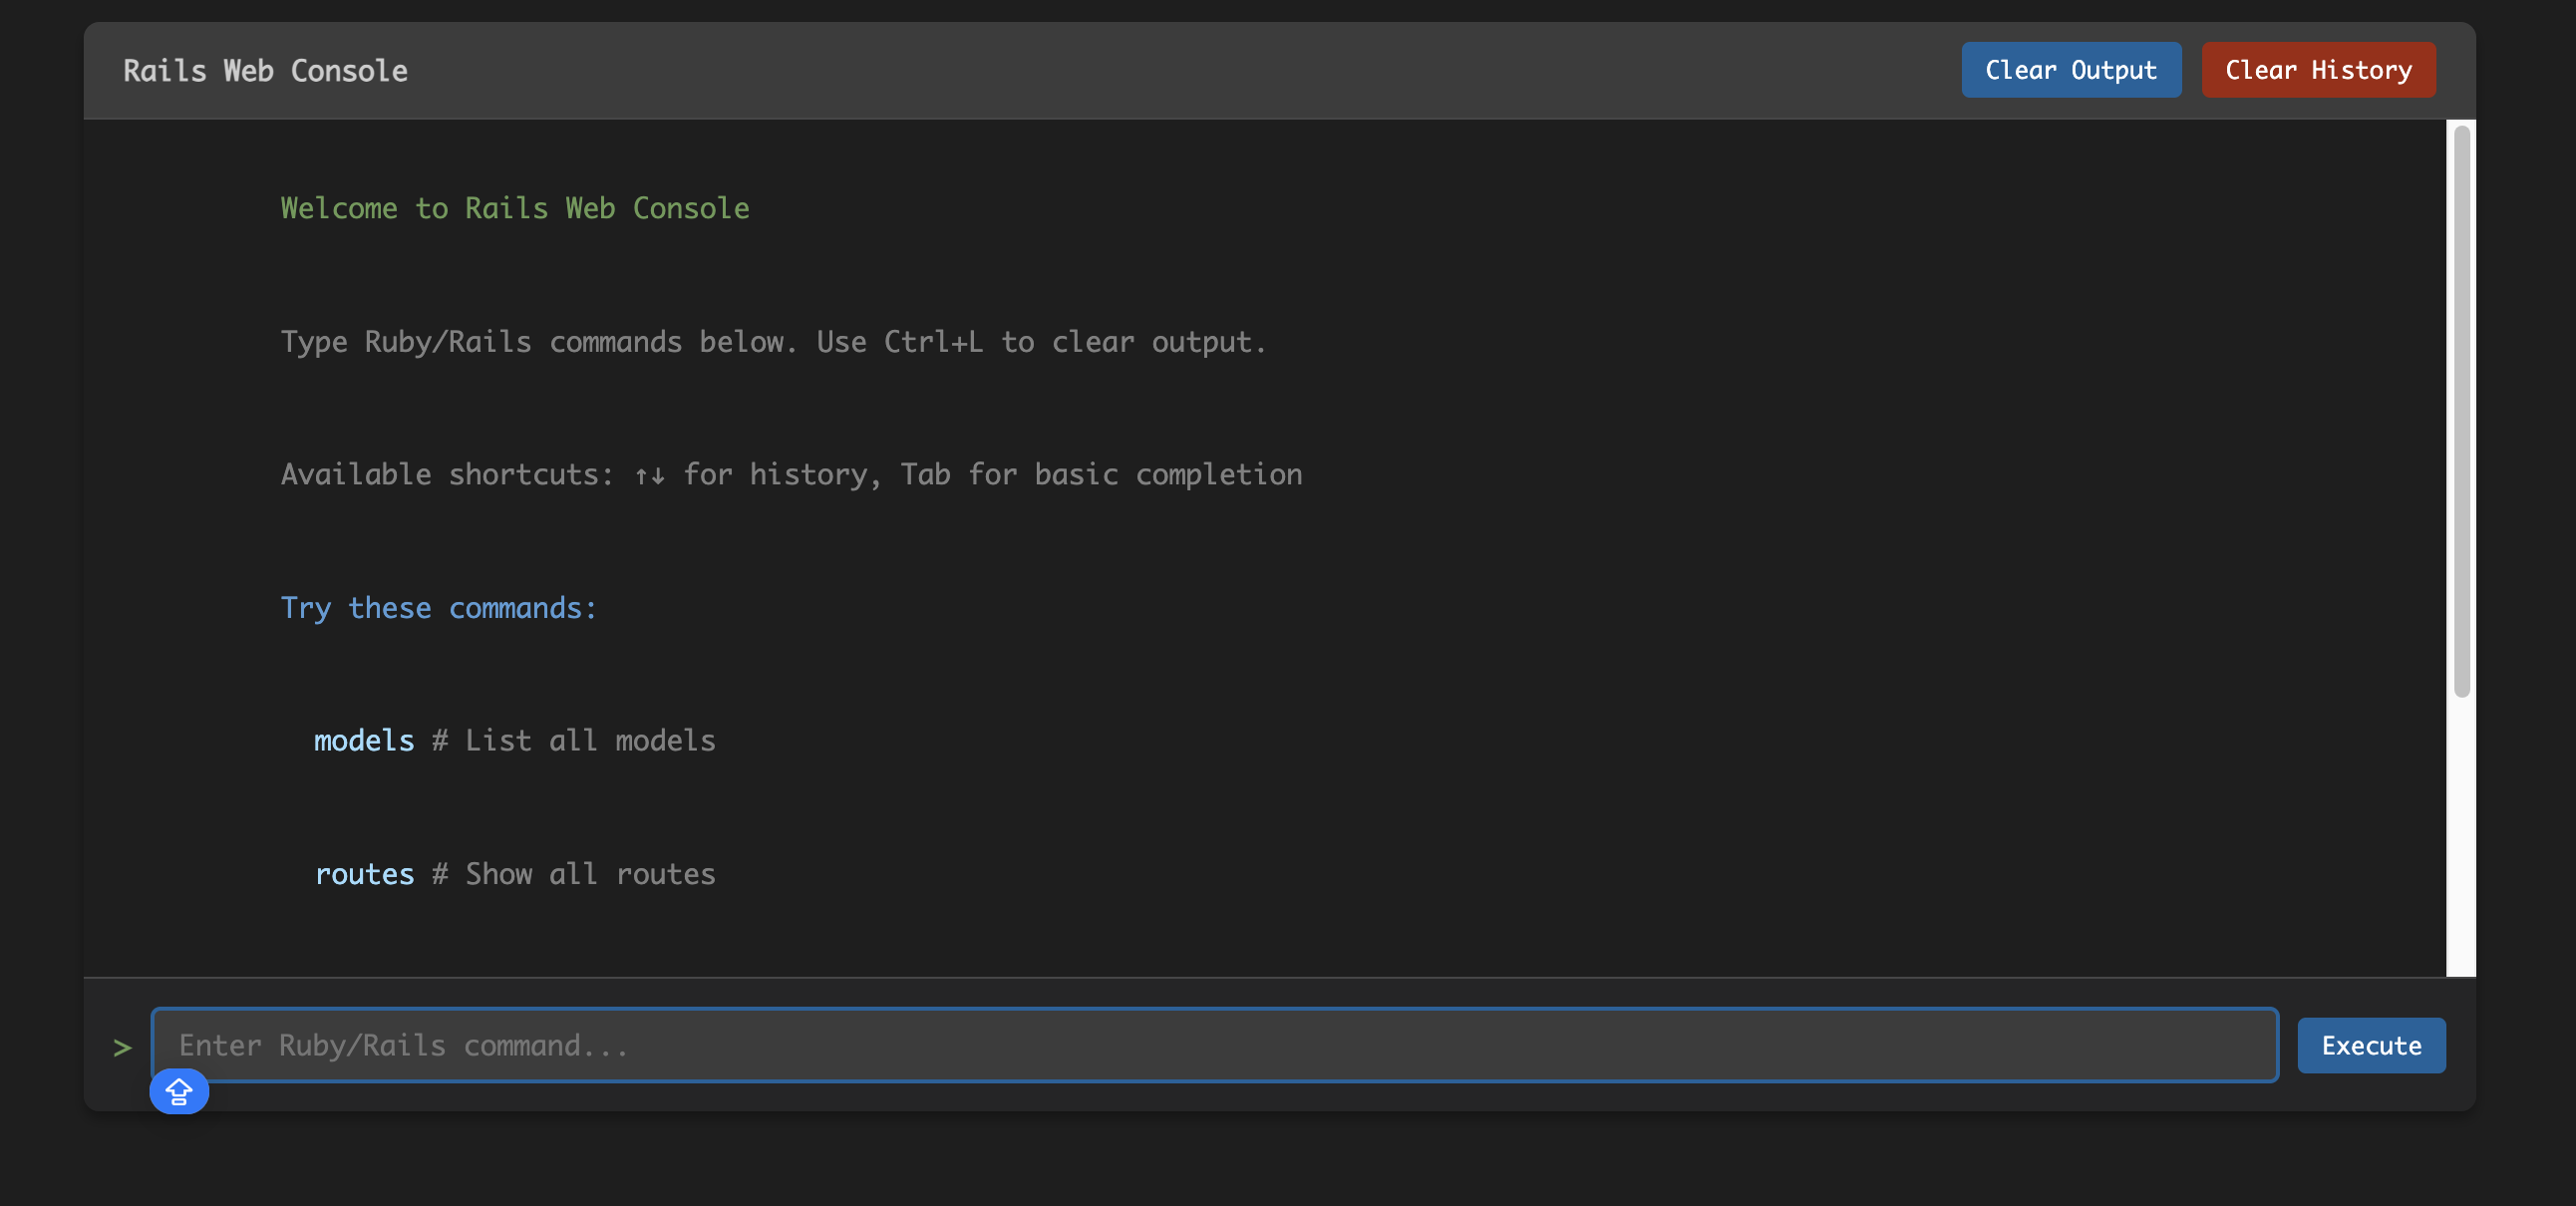 Rails Web Console
Clear Output
Clear History
Welcome to Rails Web Console
Type Ruby/Rails commands below. Use Ctrl+L to clear output.
Available shortcuts: ↑↓ for history, Tab for basic completion
Try these commands:
models # List all models
routes # Show all routes
> Enter Ruby/Rails command...
Execute